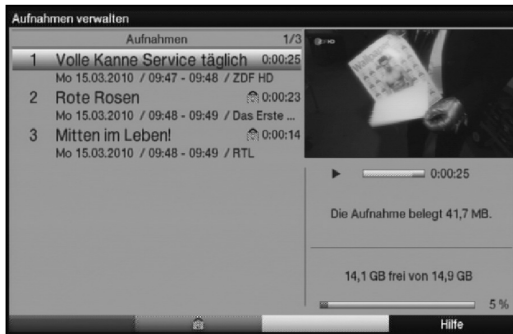 Aufnahmen verwalten
Aufnahmen 1/3
1 Volle Kanne Service täglich 0:00:25
Mo 15.03.2010 / 09:47 - 09:48 / ZDF HD
2 Rote Rosen 0:00:23
Mo 15.03.2010 / 09:48 - 09:49 / Das Erste ...
3 Mitten im Leben! 0:00:14
Mo 15.03.2010 / 09:48 - 09:49 / RTL
0:00:25
Die Aufnahme belegt 41,7 MB.
14,1 GB frei von 14,9 GB
5 %
Hilfe